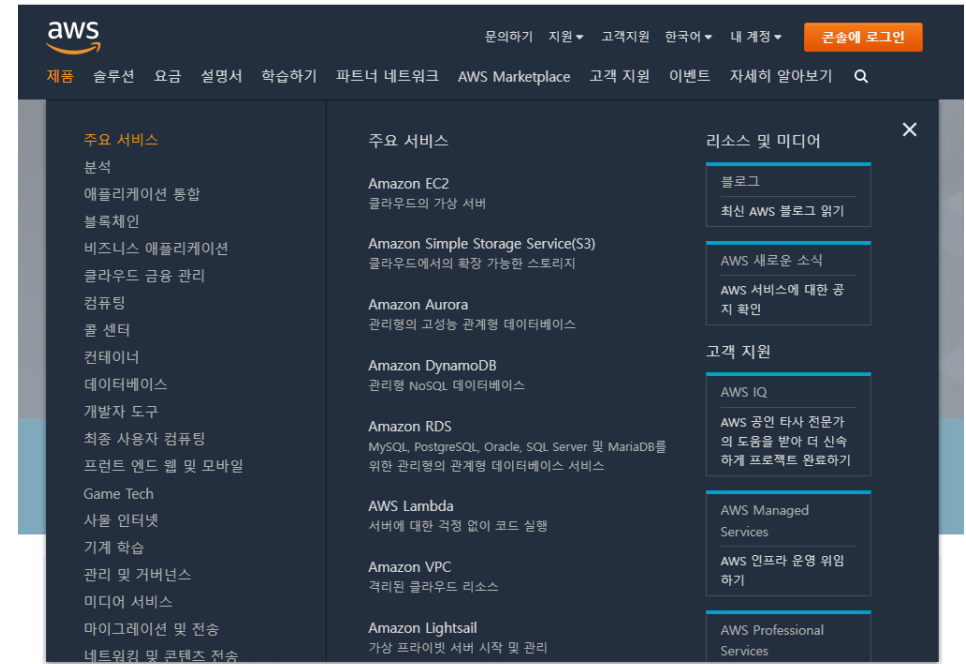 aws
문의하기 지원 고객지원 한국어 내 계정 콘솔에 로그인
제품 솔루션 요금 설명서 학습하기 파트너 네트워크 AWS Marketplace 고객 지원 이벤트 자세히 알아보기
주요 서비스
분석
애플리케이션 통합
블록체인
비즈니스 애플리케이션
클라우드 금융 관리
컴퓨팅
콜 센터
컨테이너
데이터베이스
개발자 도구
최종 사용자 컴퓨팅
프런트 엔드 웹 및 모바일
Game Tech
사물 인터넷
기계 학습
관리 및 거버넌스
미디어 서비스
마이그레이션 및 전송
네트워킹 및 콘텐츠 전송
주요 서비스
Amazon EC2
클라우드의 가상 서버
Amazon Simple Storage Service(S3)
클라우드에서의 확장 가능한 스토리지
Amazon Aurora
관리형의 고성능 관계형 데이터베이스
Amazon DynamoDB
관리형 NoSQL 데이터베이스
Amazon RDS
MySQL, PostgreSQL, Oracle, SQL Server 및 MariaDB를
위한 관리형의 관계형 데이터베이스 서비스
AWS Lambda
서버에 대한 걱정 없이 코드 실행
Amazon VPC
격리된 클라우드 리소스
Amazon Lightsail
가상 프라이빗 서버 시작 및 관리
리소스 및 미디어
블로그
최신 AWS 블로그 읽기
AWS 새로운 소식
AWS 서비스에 대한 공
지 확인
고객 지원
AWS IQ
AWS 공인 타사 전문가
의 도움을 받아 더 신속
하게 프로젝트 완료하기
AWS Managed
Services
AWS 인프라 운영 위임
하기
AWS Professional
Services